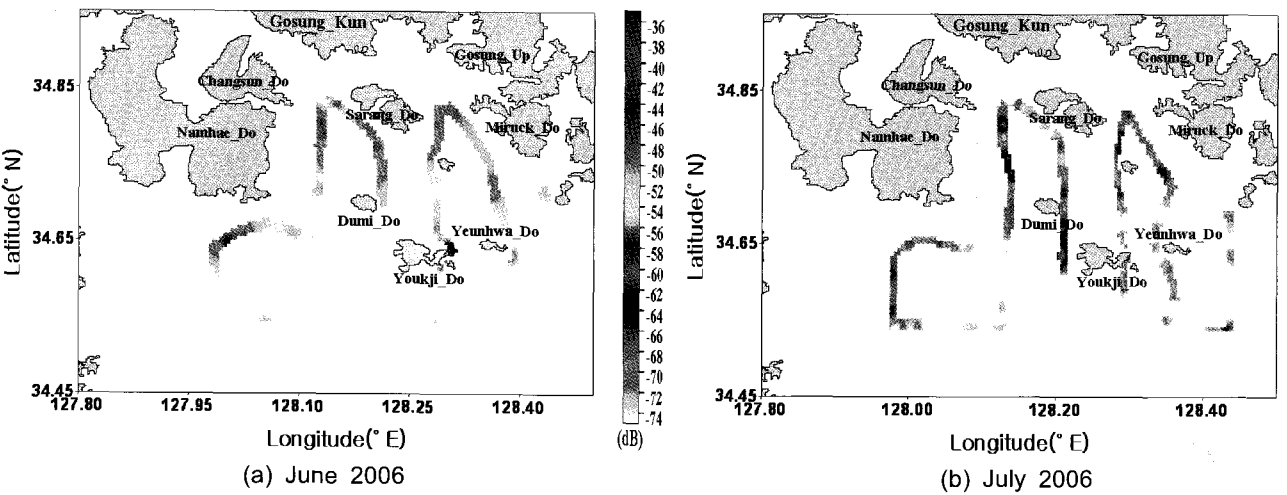 Gosung_Kun
Gosung_Up
Changsun_Do
Sarang_Do
Namhae_Do
Miruck_Do
Dumi_Do
Yeunhwa_Do
Youkji_Do
34.85
34.65
34.45
Latitude(° N)
127.80 127.95 128.10 128.25 128.40
Longitude(° E)
(a) June 2006
-36
-38
-40
-42
-44
-46
-48
-50
-52
-54
-56
-58
-60
-62
-64
-66
-68
-70
-72
-74
(dB)
Gosung_Kun
Gosung_Up
Changsun_Do
Sarang_Do
Namhae_Do
Miruck_Do
Dumi_Do
Yeunhwa_Do
Youkji_Do
34.85
34.65
34.45
Latitude(° N)
127.80 128.00 128.20 128.40
Longitude(° E)
(b) July 2006